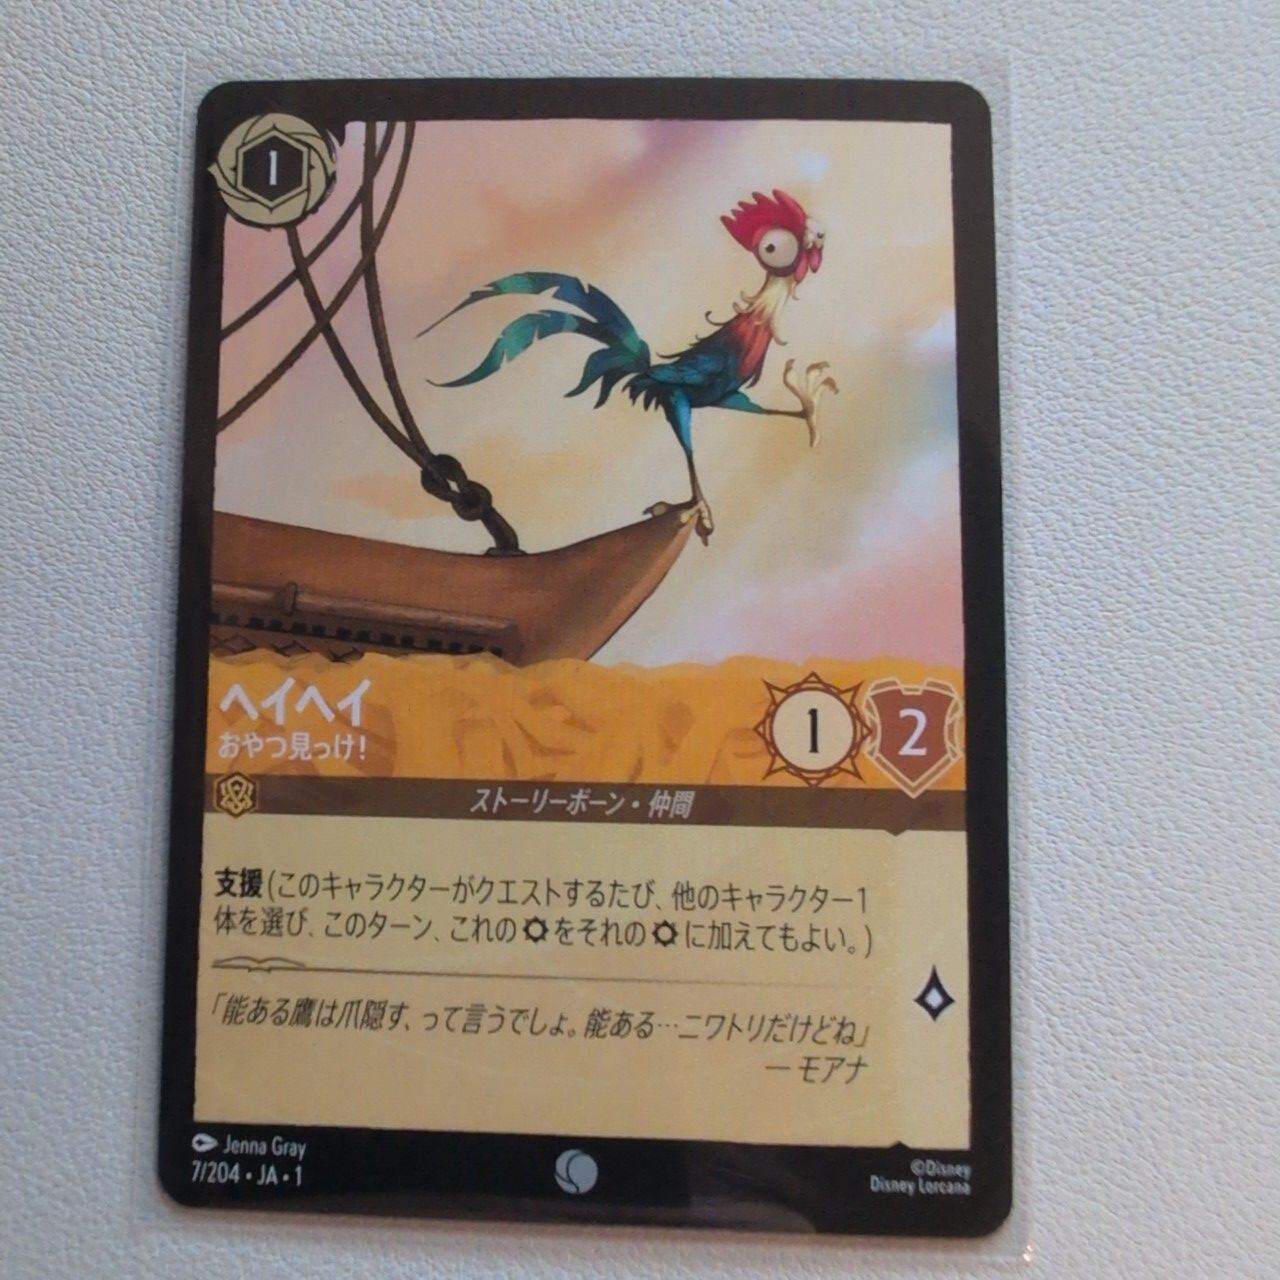 1
ヘイヘイ
おやつ見っけ!
1 2
ストーリーボーン・仲間
支援(このキャラクターがクエストするたび、他のキャラクター1
体を選び、このターン、これの をそれの に加えてもよい。)
「能ある鷹は爪隠す、って言うでしょ。能ある…ニワトリだけどね」
— モアナ
Jenna Gray
7/204・JA・1
©Disney
Disney Lorcana